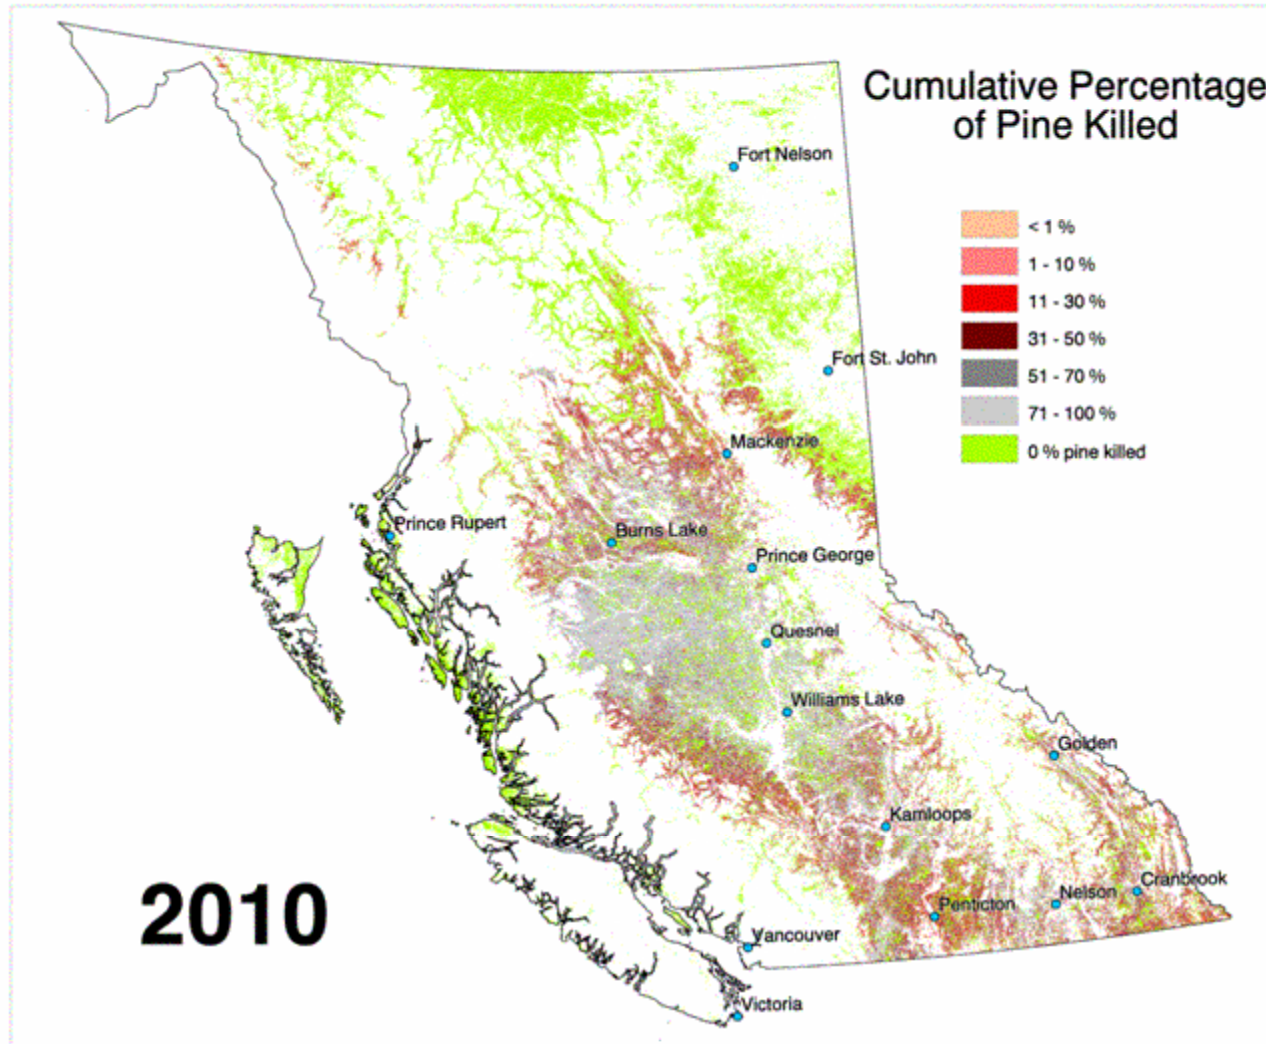 Cumulative Percentage
of Pine Killed
Fort Nelson
< 1 %
1 - 10 %
11 - 30 %
31 - 50 %
51 - 70 %
71 - 100 %
0 % pine killed
Fort St. John
Mackenzie
Prince Rupert
Burns Lake
Prince George
Quesnel
Williams Lake
Golden
Kamloops
Cranbrook
Nelson
Penticton
2010
Vancouver
Victoria